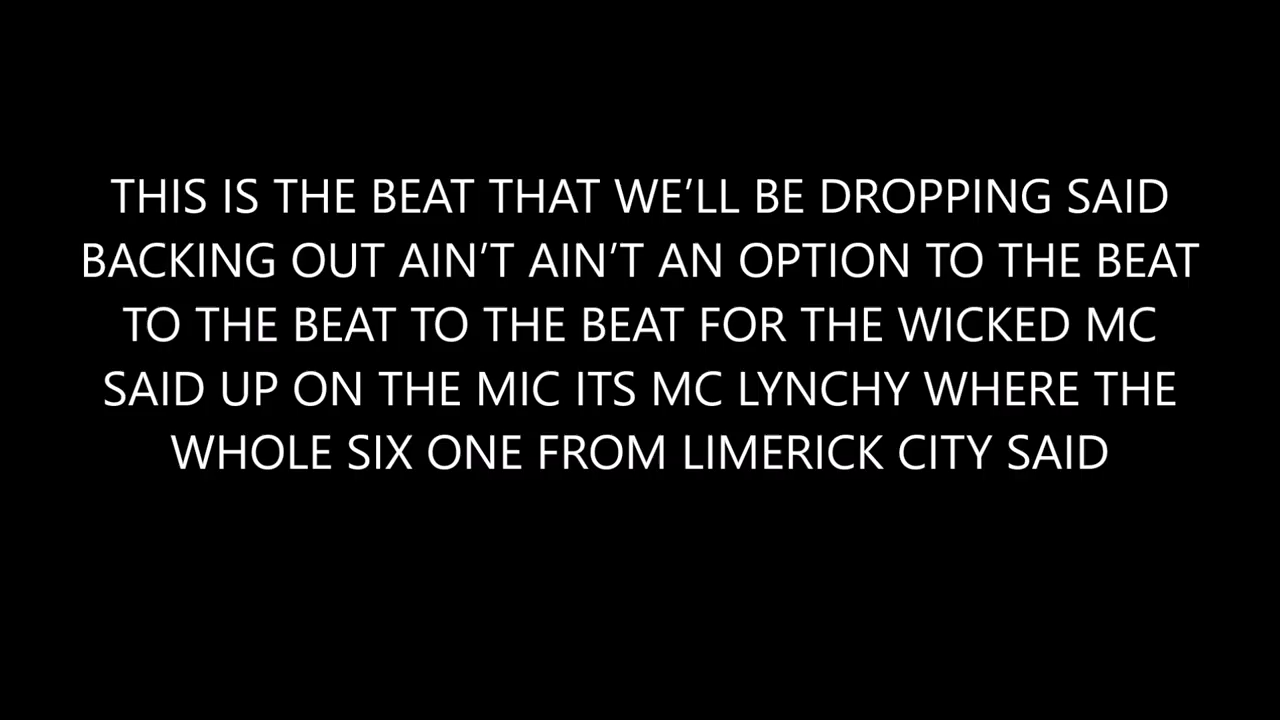 THIS IS THE BEAT THAT WE’LL BE DROPPING SAID
BACKING OUT AIN’T AIN’T AN OPTION TO THE BEAT
TO THE BEAT TO THE BEAT FOR THE WICKED MC
SAID UP ON THE MIC ITS MC LYNCHY WHERE THE
WHOLE SIX ONE FROM LIMERICK CITY SAID